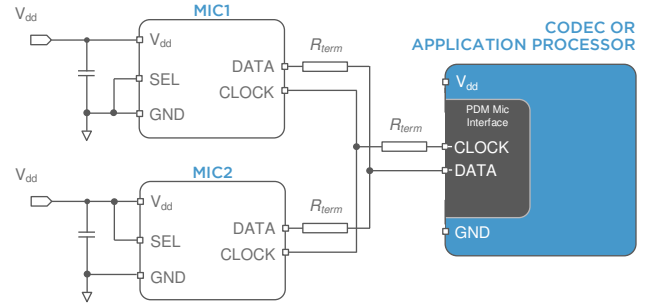 MIC1
Vdd
Vdd
Rterm
DATA
SEL
CLOCK
GND
CODEC OR
APPLICATION PROCESSOR
Vdd
PDM Mic
Interface
Rterm
CLOCK
DATA
GND
MIC2
Vdd
Vdd
Rterm
DATA
SEL
CLOCK
GND